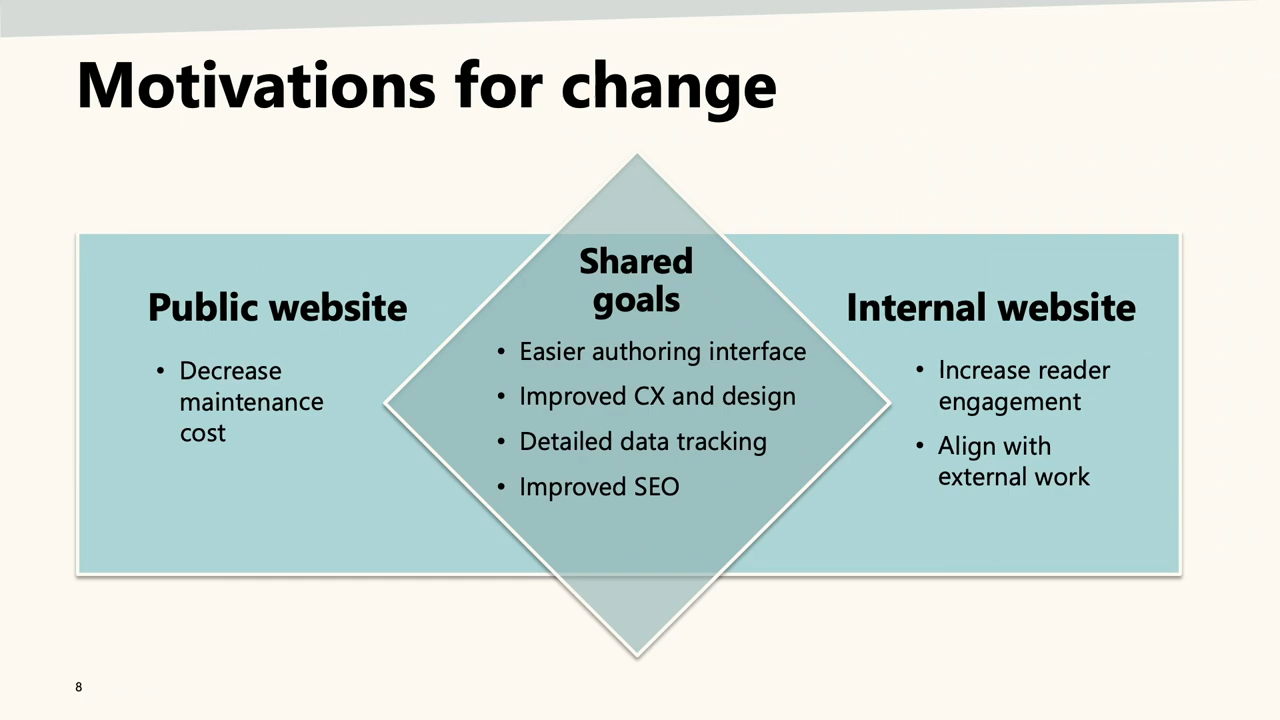 Motivations for change
Public website
• Decrease
maintenance
cost
Shared
goals
• Easier authoring interface
• Improved CX and design
• Detailed data tracking
• Improved SEO
Internal website
• Increase reader
engagement
• Align with
external work
8